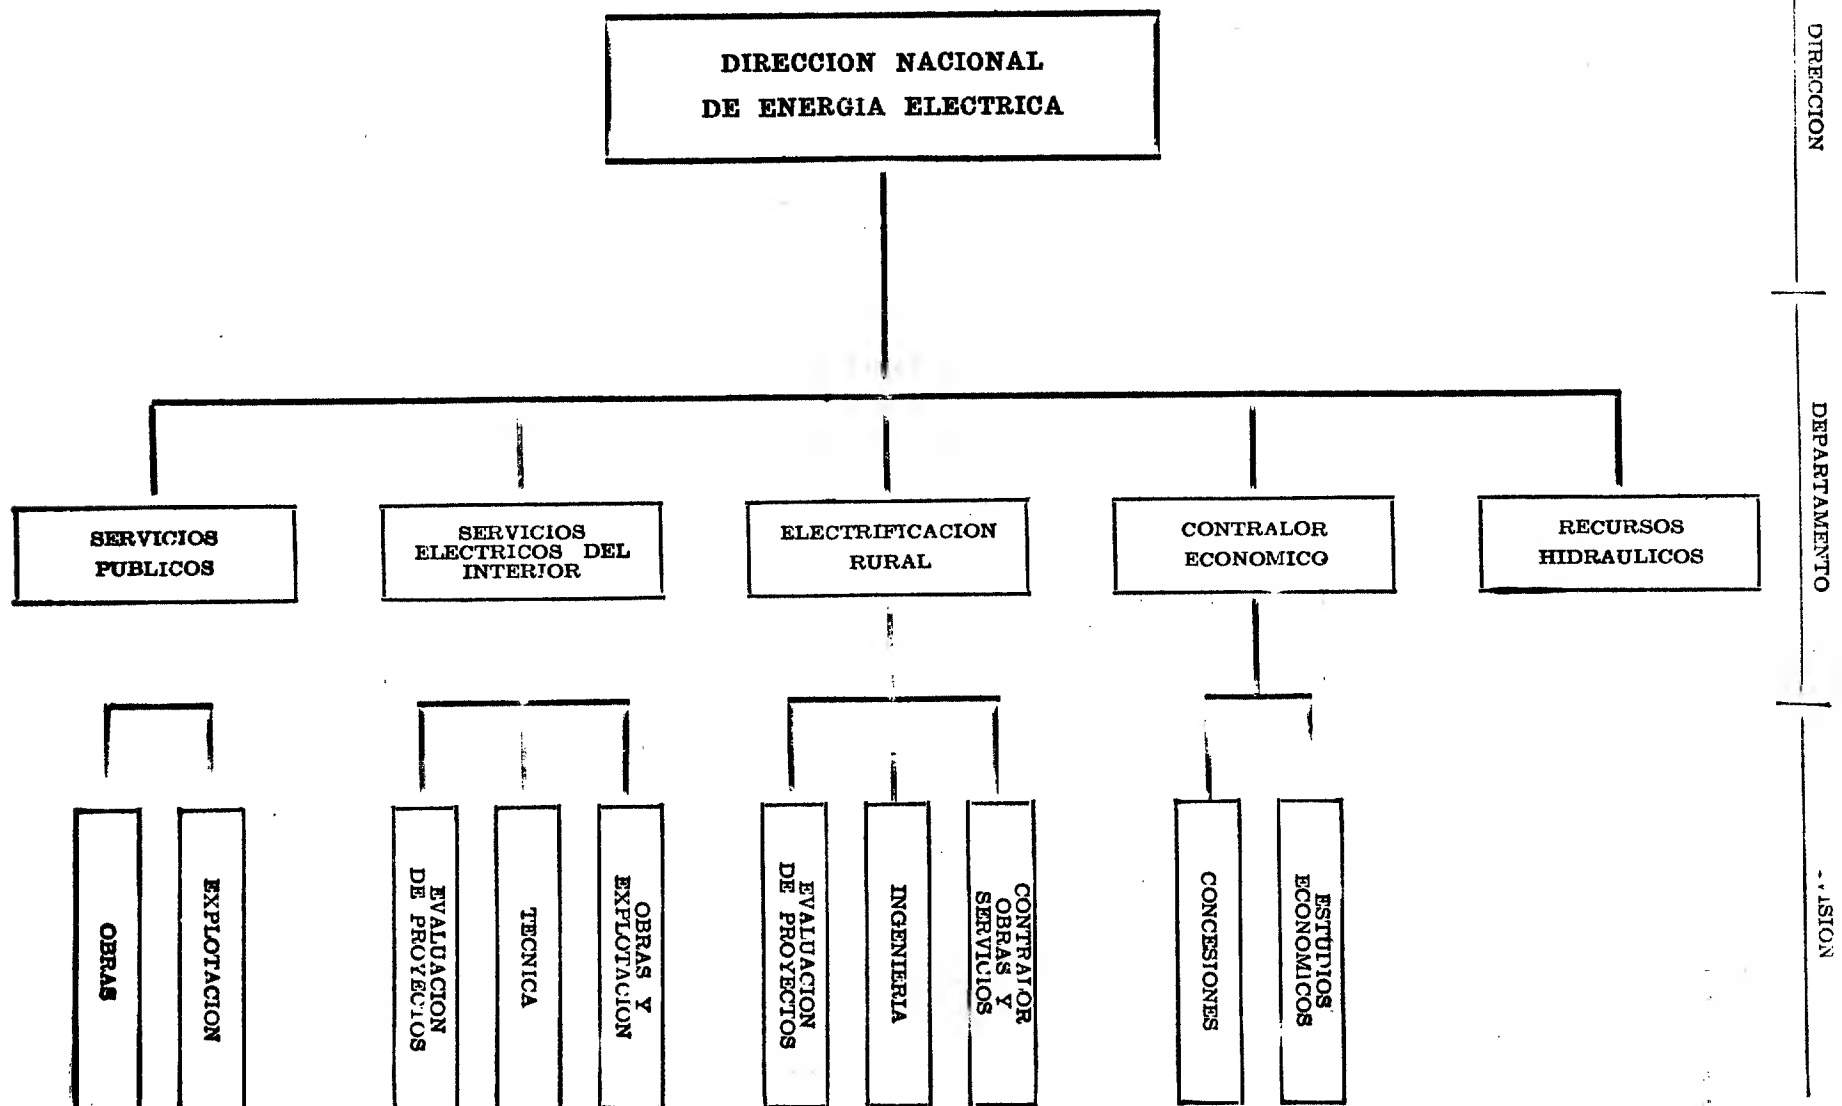 DIRECCION NACIONAL
DE ENERGIA ELECTRICA
DIRECCION
SERVICIOS
PUBLICOS
SERVICIOS
ELECTRICOS DEL
INTERIOR
ELECTRIFICACION
RURAL
CONTRALOR
ECONOMICO
RECURSOS
HIDRAULICOS
DEPARTAMENTO
OBRAS
EXPLOTACION
EVALUACION
DE PROYECTOS
TECNICA
OBRAS Y
EXPLOTACION
EVALUACION
DE PROYECTOS
INGENIERIA
CONTRALOR
OBRAS Y
SERVICIOS
CONCESIONES
ESTUDIOS
ECONOMICOS